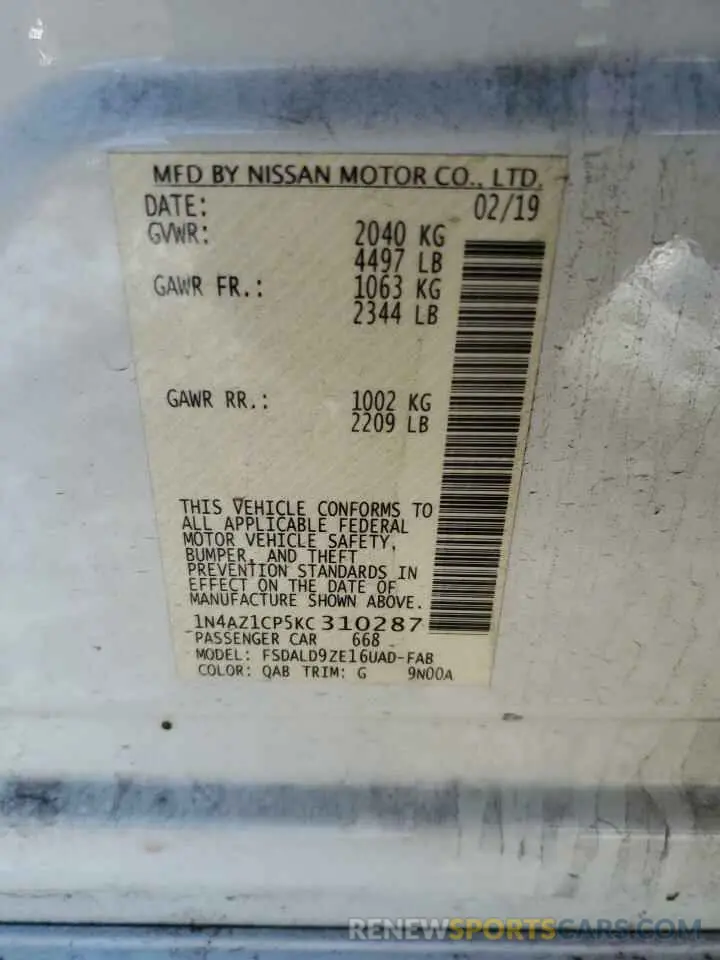 MFD BY NISSAN MOTOR CO., LTD.
DATE: 02/19
GVWR: 2040 KG
4497 LB
GAWR FR.: 1063 KG
2344 LB
GAWR RR.: 1002 KG
2209 LB
THIS VEHICLE CONFORMS TO
ALL APPLICABLE FEDERAL
MOTOR VEHICLE SAFETY,
BUMPER, AND THEFT
PREVENTION STANDARDS IN
EFFECT ON THE DATE OF
MANUFACTURE SHOWN ABOVE.
1N4AZ1CP5KC310287
PASSENGER CAR 668
MODEL: FSDALD9ZE16UAD-FAB
COLOR: QAB TRIM: G 9N00A
RENEWSPORTSCARS.COM